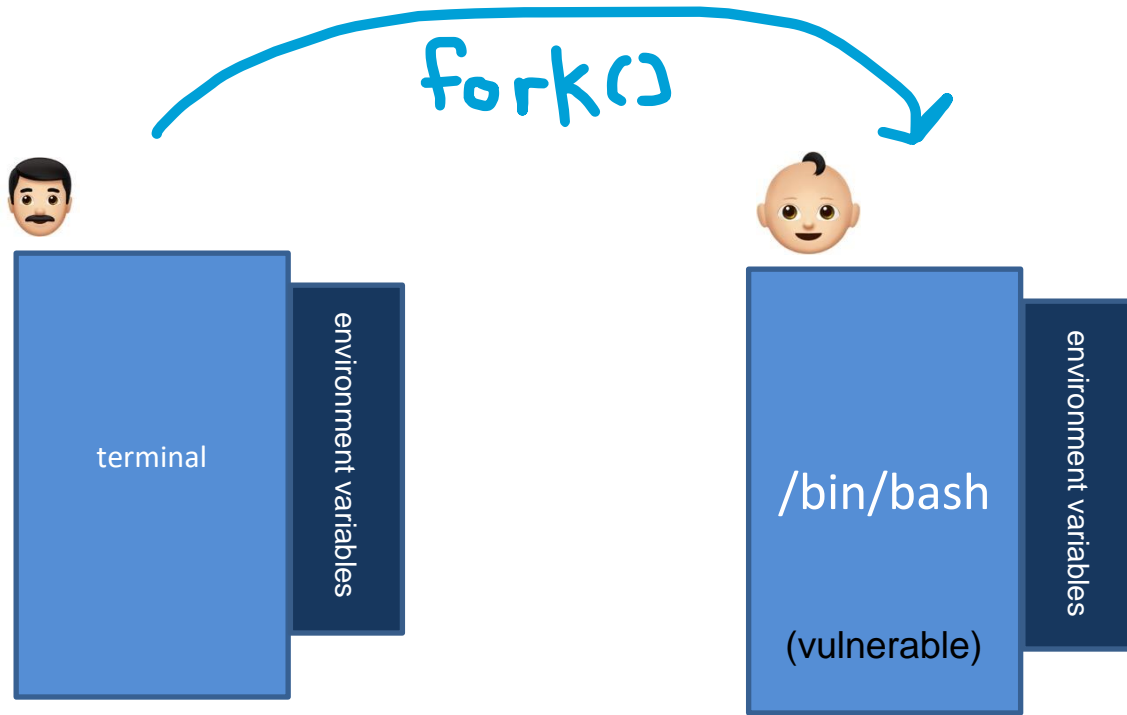 fork()
terminal
environment variables
/bin/bash
(vulnerable)
environment variables